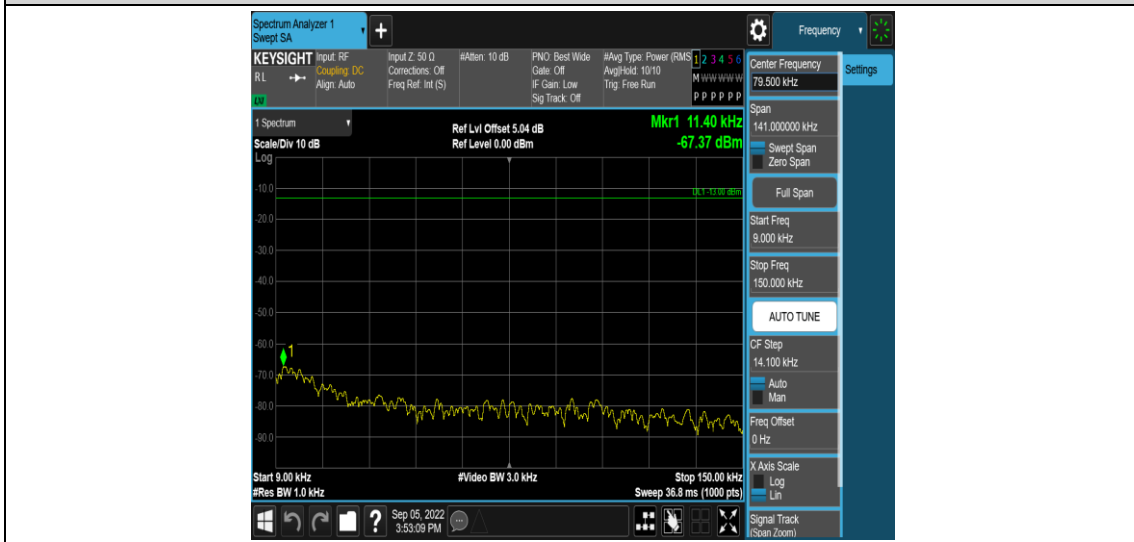 Spectrum Analyzer 1
Swept SA
+
Frequency
KEYSIGHT
RL
LXI
Input: RF
Coupling: DC
Align: Auto
Input Z: 50 Ω
Corrections: Off
Freq Ref: Int (S)
#Atten: 10 dB
PNO: Best Wide
Gate: Off
IF Gain: Low
Sig Track: Off
#Avg Type: Power (RMS
Avg|Hold: 10/10
Trig: Free Run
1 2 3 4 5 6
M W W W W W
P P P P P P
1 Spectrum
Scale/Div 10 dB
Log
Ref Lvl Offset 5.04 dB
Ref Level 0.00 dBm
Mkr1 11.40 kHz
-67.37 dBm
DL1 -13.00 dBm
-10.0
-20.0
-30.0
-40.0
-50.0
-60.0
-70.0
-80.0
-90.0
1
Start 9.00 kHz
#Res BW 1.0 kHz
#Video BW 3.0 kHz
Stop 150.00 kHz
Sweep 36.8 ms (1000 pts)
Center Frequency
79.500 kHz
Settings
Span
141.000000 kHz
Swept Span
Zero Span
Full Span
Start Freq
9.000 kHz
Stop Freq
150.000 kHz
AUTO TUNE
CF Step
14.100 kHz
Auto
Man
Freq Offset
0 Hz
X Axis Scale
Log
Lin
Signal Track
(Span Zoom)
?
Sep 05, 2022
3:53:09 PM